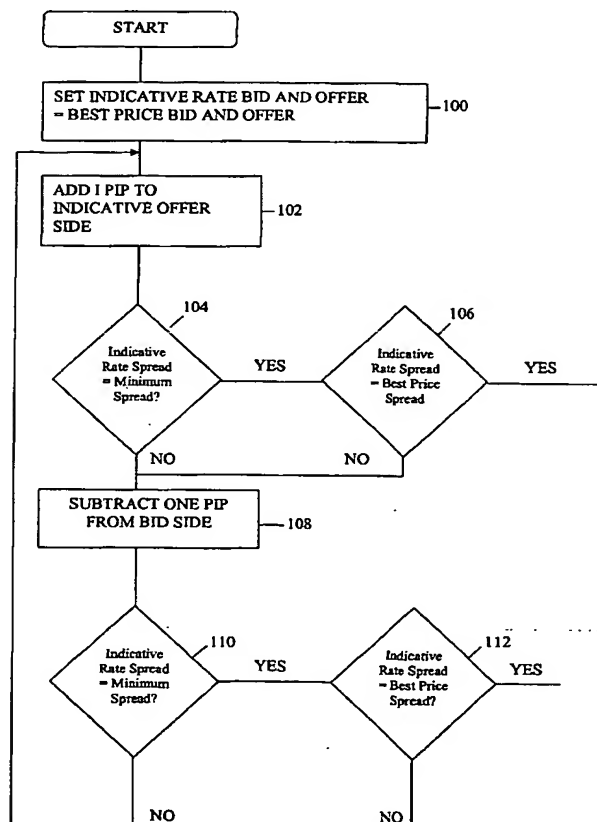 START
SET INDICATIVE RATE BID AND OFFER
= BEST PRICE BID AND OFFER
100
ADD I PIP TO
INDICATIVE OFFER
SIDE
102
104
Indicative
Rate Spread
= Minimum
Spread?
YES
106
Indicative
Rate Spread
= Best Price
Spread
YES
NO
NO
SUBTRACT ONE PIP
FROM BID SIDE
108
110
Indicative
Rate Spread
= Minimum
Spread?
YES
112
Indicative
Rate Spread
= Best Price
Spread?
YES
NO
NO